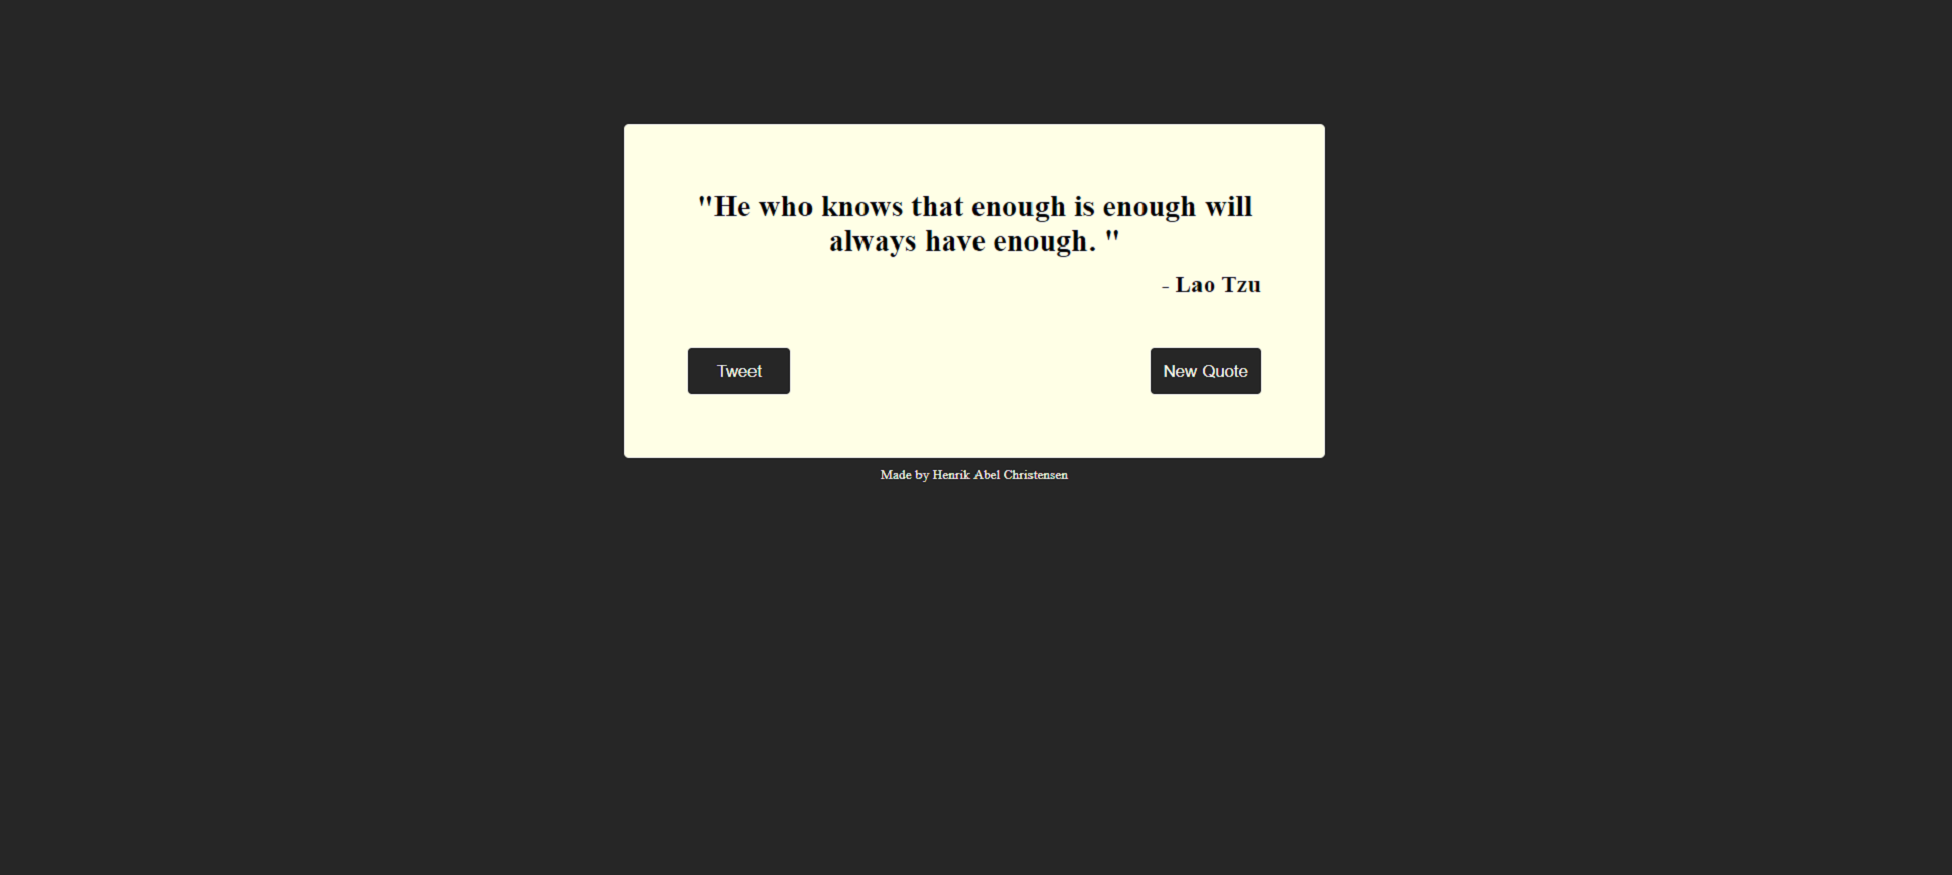 "He who knows that enough is enough will
always have enough. "
- Lao Tzu
Tweet
New Quote
Made by Henrik Abel Christensen